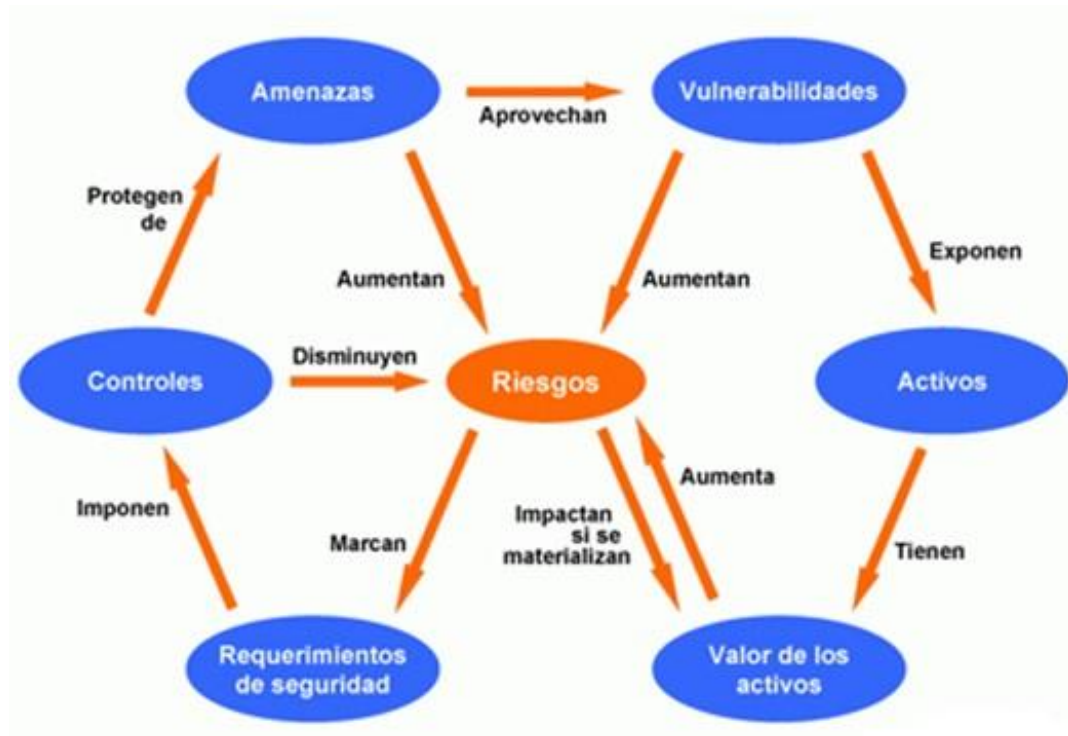 Amenazas
Aprovechan
Vulnerabilidades
Protegen
de
Aumentan
Aumentan
Exponen
Controles
Disminuyen
Riesgos
Activos
Imponen
Marcan
Impactan
si se
materializan
Aumenta
Tienen
Requerimientos
de seguridad
Valor de los
activos